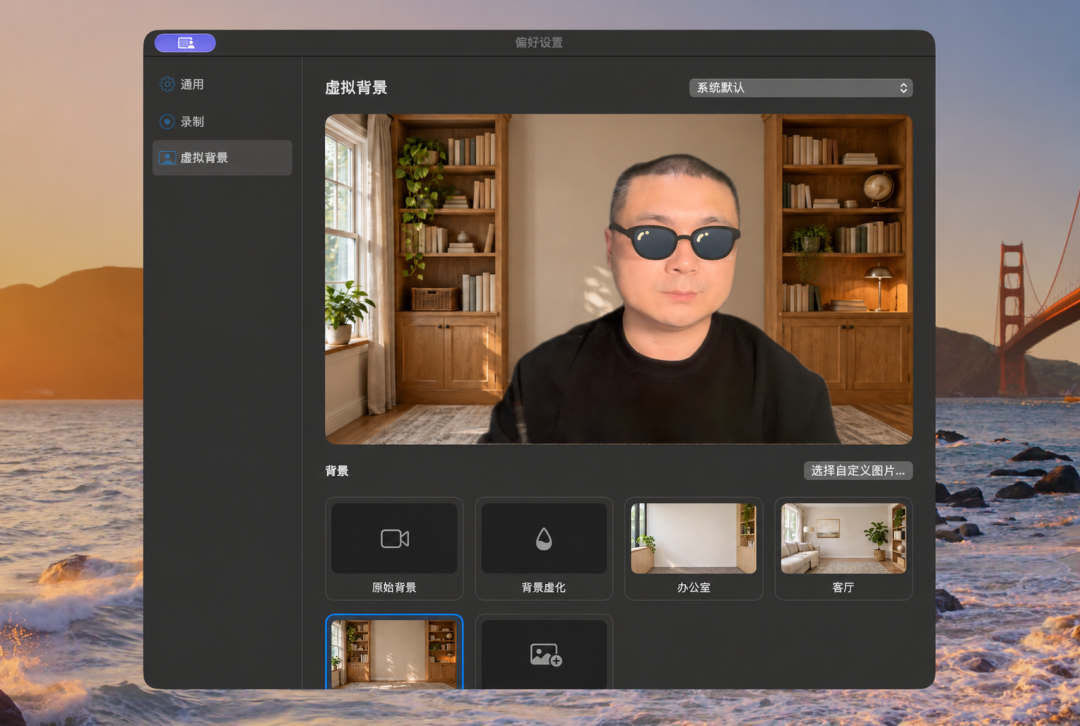 偏好设置
通用
录制
虚拟背景
虚拟背景
系统默认
背景
选择自定义图片...
原始背景
背景虚化
办公室
客厅